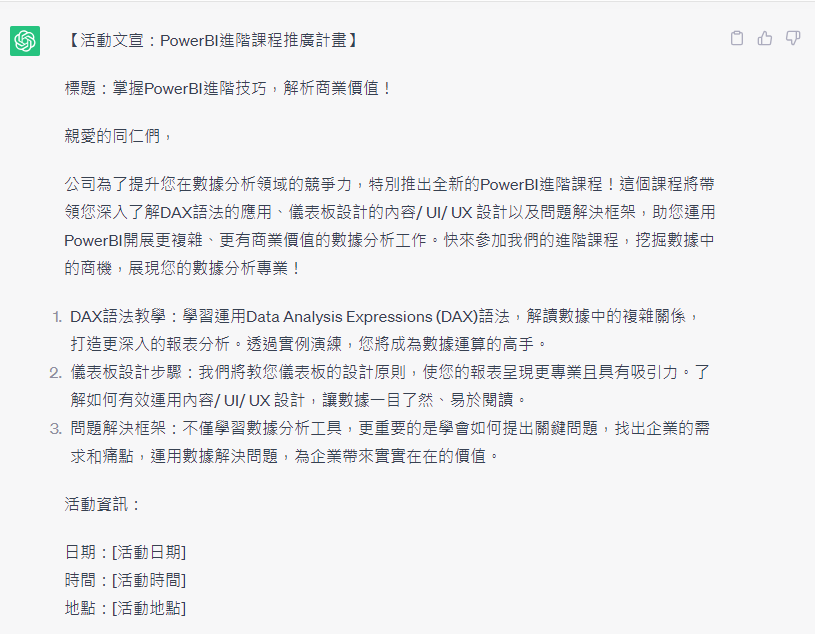 【活動文宣：PowerBI進階課程推廣計畫】
標題：掌握PowerBI進階技巧，解析商業價值！
親愛的同仁們，
公司為了提升您在數據分析領域的競爭力，特別推出全新的PowerBI進階課程！這個課程將帶
領您深入了解DAX語法的應用、儀表板設計的內容/ UI/ UX 設計以及問題解決框架，助您運用
PowerBI開展更複雜、更有商業價值的數據分析工作。快來參加我們的進階課程，挖掘數據中
的商機，展現您的數據分析專業！
1. DAX語法教學：學習運用Data Analysis Expressions (DAX)語法，解讀數據中的複雜關係，
打造更深入的報表分析。透過實例演練，您將成為數據運算的高手。
2. 儀表板設計步驟：我們將教您儀表板的設計原則，使您的報表呈現更專業且具有吸引力。了
解如何有效運用內容/ UI/ UX 設計，讓數據一目了然、易於閱讀。
3. 問題解決框架：不僅學習數據分析工具，更重要的是學會如何提出關鍵問題，找出企業的需
求和痛點，運用數據解決問題，為企業帶來實實在在的價值。
活動資訊：
日期：[活動日期]
時間：[活動時間]
地點：[活動地點]